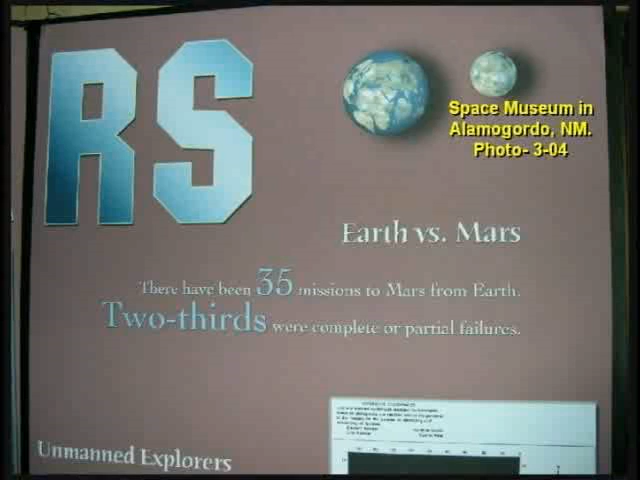 RS
Space Museum in
Alamogordo, NM.
Photo- 3-04
Earth vs. Mars
There have been 35 missions to Mars from Earth.
Two-thirds were complete or partial failures.
Unmanned Explorers